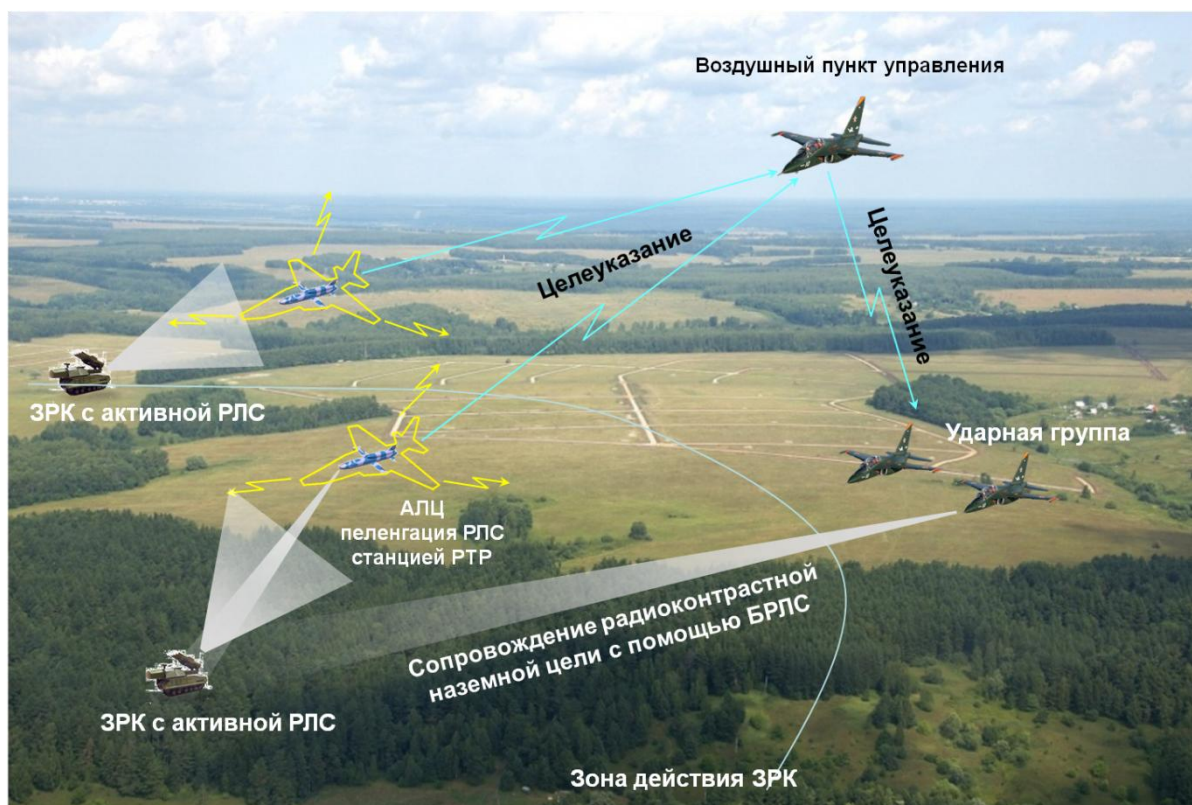 Воздушный пункт управления
Целеуказание
Целеуказание
ЗРК с активной РЛС
Ударная группа
АЛЦ
пеленгация РЛС
станцией РТР
Сопровождение радиоконтрастной
наземной цели с помощью БРЛС
ЗРК с активной РЛС
Зона действия ЗРК